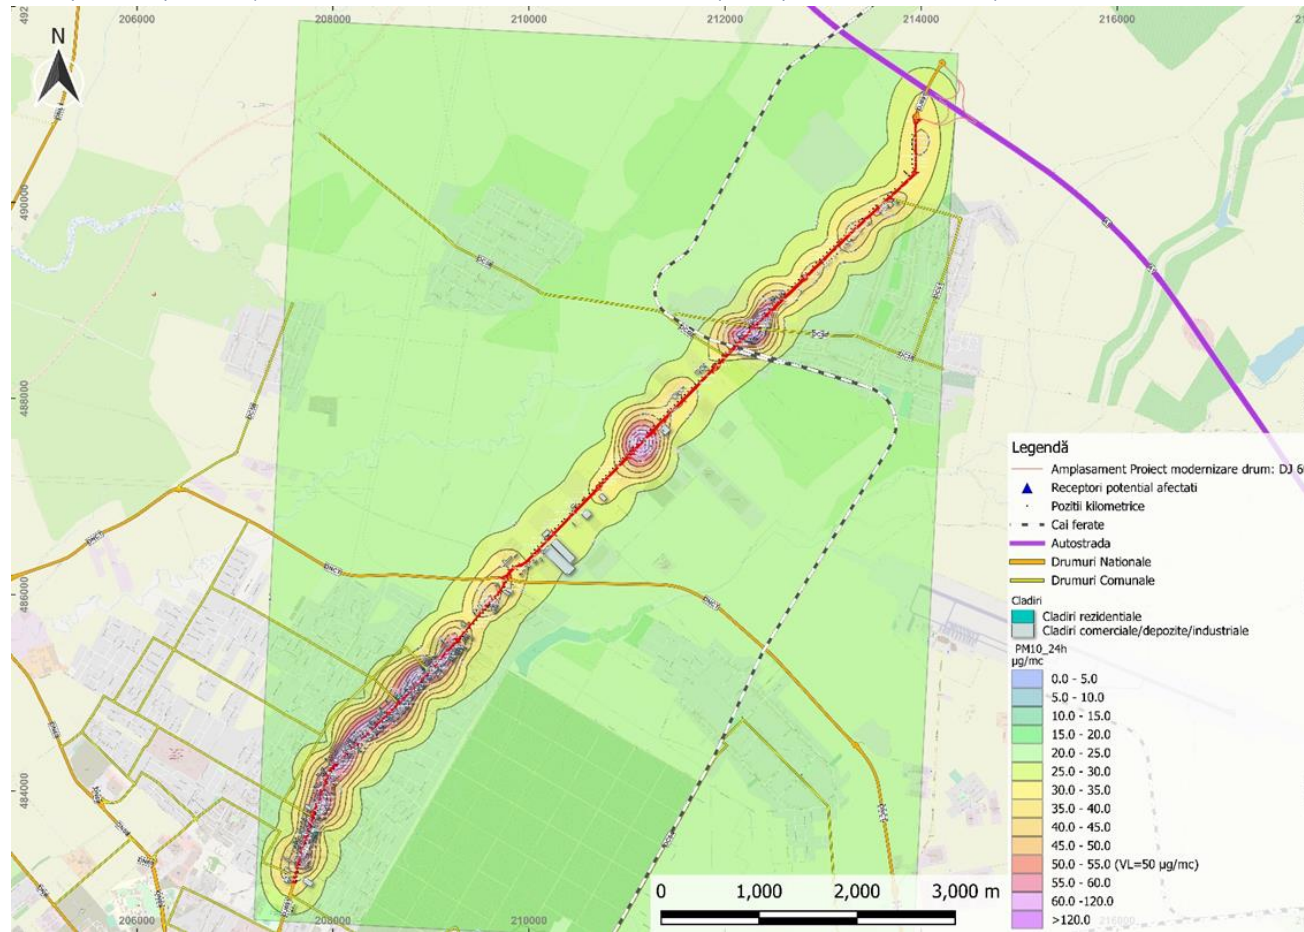 206000
208000
210000
212000
214000
216000
N
490000
488000
486000
484000
DC58
DNCT
DNCT
DNCT
Legendă
Amplasament Proiect modernizare drum: DJ 6
Receptori potential afectati
Pozitii kilometrice
Cai ferate
Autostrada
Drumuri Nationale
Drumuri Comunale
Cladiri
Cladiri rezidentiale
Cladiri comerciale/depozite/industriale
PM10_24h
µg/mc
0.0 - 5.0
5.0 - 10.0
10.0 - 15.0
15.0 - 20.0
20.0 - 25.0
25.0 - 30.0
30.0 - 35.0
35.0 - 40.0
40.0 - 45.0
45.0 - 50.0
50.0 - 55.0 (VL=50 µg/mc)
55.0 - 60.0
60.0 -120.0
>120.0
0 1,000 2,000 3,000 m
206000
208000
210000
216000